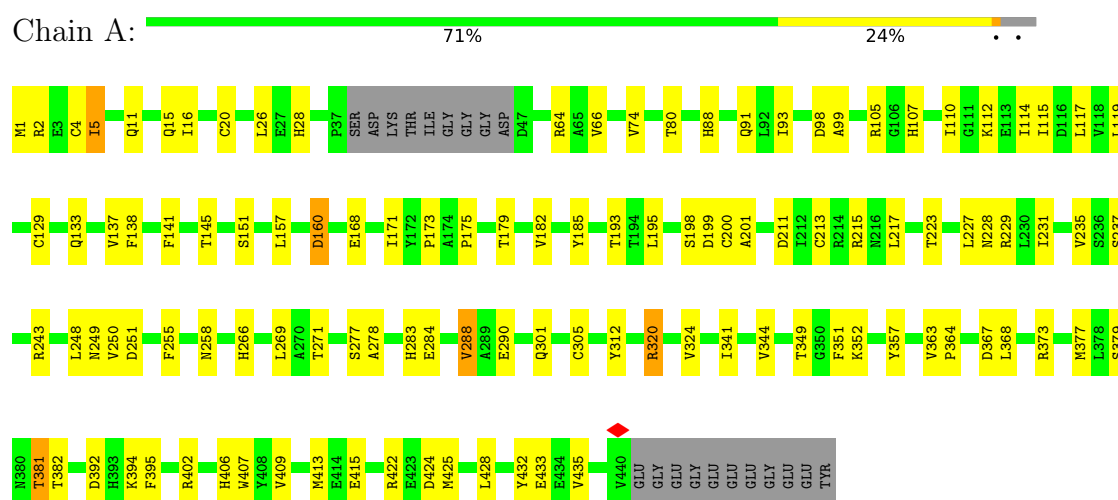 Chain A:
71% 24% • •
M1 R2 E3 C4 I5 Q11 Q15 I16 C20 L26 E27 H28 P37 SER ASP LYS THR ILE GLY GLY GLY ASP D47 R64 A65 V66 V74 T80 H88 Q91 L92 I93 D98 A99 R105 G106 H107 I110 G111 K112 E113 I114 I115 D116 L117 V118 L119
C129 Q133 V137 F138 F141 T145 S151 L157 D160 E168 I171 Y172 P173 A174 P175 T179 V182 Y185 T193 T194 L195 S198 D199 C200 A201 D211 I212 C213 R214 R215 N216 L217 T223 L227 N228 R229 L230 I231 V235 S236 S237
R243 L248 N249 V250 D251 F255 N258 H266 L269 A270 T271 S277 A278 H283 E284 V288 A289 E290 Q301 C305 Y312 R320 V324 I341 V344 T349 G350 F351 K352 Y357 V363 P364 D367 L368 R373 M377 L378 S379
N380 T381 T382 D392 H393 K394 F395 R402 H406 W407 Y408 V409 M413 E414 E415 R422 E423 D424 M425 L428 Y432 E433 E434 V435 V440 GLU GLY GLU GLY GLU GLU GLU GLY GLU GLU TYR